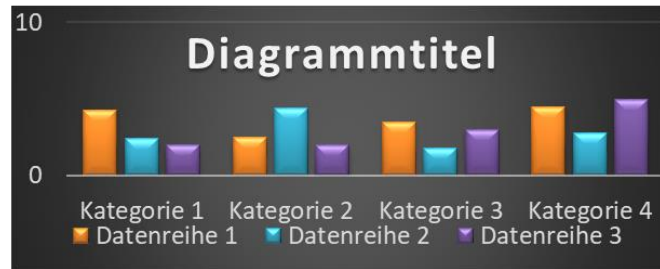 10
Diagrammtitel
0
Kategorie 1 Kategorie 2 Kategorie 3 Kategorie 4
Datenreihe 1 Datenreihe 2 Datenreihe 3